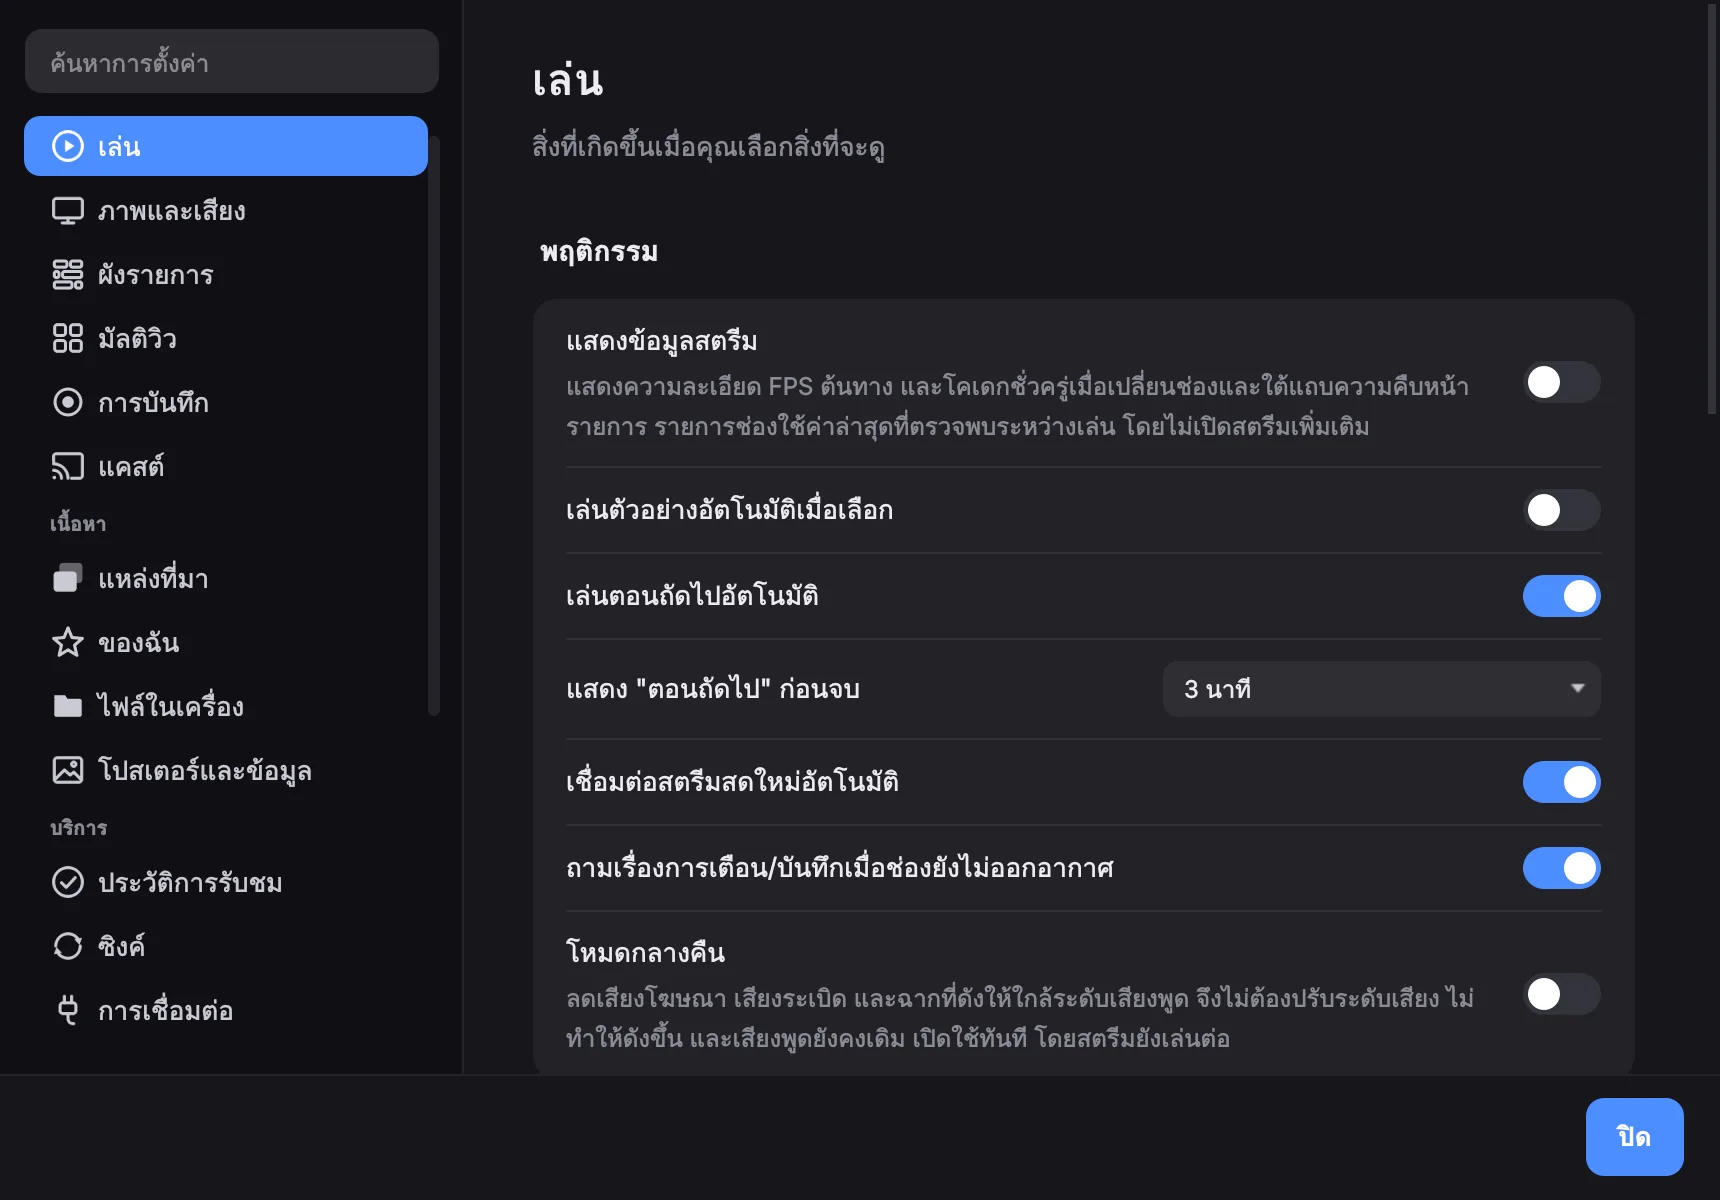 ค้นหาการตั้งค่า
เล่น
ภาพและเสียง
ผังรายการ
มัลติวิว
การบันทึก
แคสต์
เนื้อหา
แหล่งที่มา
ของฉัน
ไฟล์ในเครื่อง
โปสเตอร์และข้อมูล
บริการ
ประวัติการรับชม
ซิงค์
การเชื่อมต่อ
เล่น
สิ่งที่เกิดขึ้นเมื่อคุณเลือกสิ่งที่จะดู
พฤติกรรม
แสดงข้อมูลสตรีม
แสดงความละเอียด FPS ต้นทาง และโคเดกชั่วครู่เมื่อเปลี่ยนช่องและใต้แถบความคืบหน้า
รายการ รายการช่องใช้ค่าล่าสุดที่ตรวจพบระหว่างเล่น โดยไม่เปิดสตรีมเพิ่มเติม
เล่นตัวอย่างอัตโนมัติเมื่อเลือก
เล่นตอนถัดไปอัตโนมัติ
แสดง "ตอนถัดไป" ก่อนจบ
3 นาที
เชื่อมต่อสตรีมสดใหม่อัตโนมัติ
ถามเรื่องการเตือน/บันทึกเมื่อช่องยังไม่ออกอากาศ
โหมดกลางคืน
ลดเสียงโฆษณา เสียงระเบิด และฉากที่ดังให้ใกล้ระดับเสียงพูด จึงไม่ต้องปรับระดับเสียง ไม่
ทำให้ดังขึ้น และเสียงพูดยังคงเดิม เปิดใช้ทันที โดยสตรีมยังเล่นต่อ
ปิด